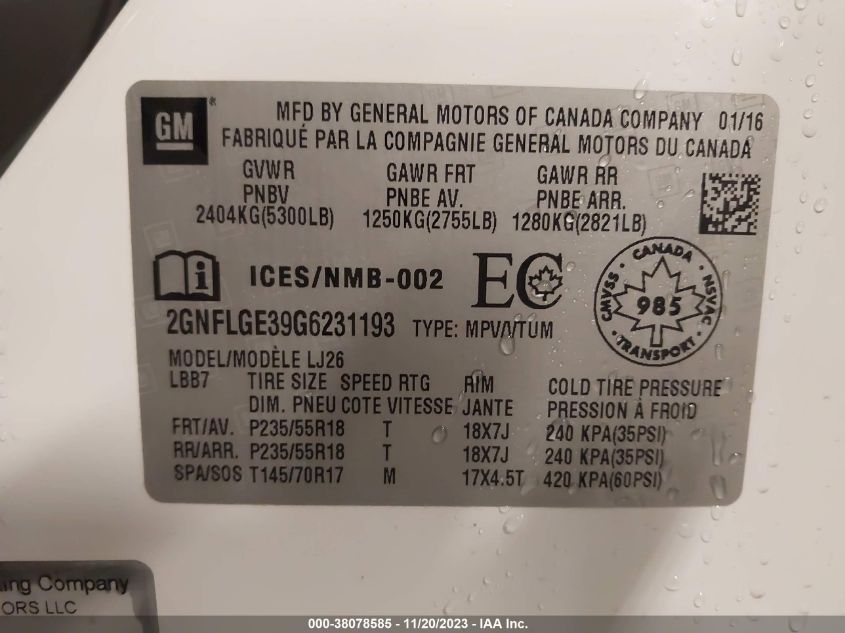 GM ®
MFD BY GENERAL MOTORS OF CANADA COMPANY 01/16
FABRIQUÉ PAR LA COMPAGNIE GENERAL MOTORS DU CANADA
GVWR GAWR FRT GAWR RR
PNBV PNBE AV. PNBE ARR.
2404KG(5300LB) 1250KG(2755LB) 1280KG(2821LB)
i ICES/NMB-002 EC
CANADA
CMVSS 985 NSVAC
TRANSPORT
2GNFLGE39G6231193 TYPE: MPV/VTUM
MODEL/MODÈLE LJ26
LBB7 TIRE SIZE SPEED RTG RIM COLD TIRE PRESSURE
DIM. PNEU COTE VITESSE JANTE PRESSION À FROID
FRT/AV. P235/55R18 T 18X7J 240 KPA(35PSI)
RR/ARR. P235/55R18 T 18X7J 240 KPA(35PSI)
SPA/SOS T145/70R17 M 17X4.5T 420 KPA(60PSI)
Company
ORS LLC
000-38078585 - 11/20/2023 - IAA Inc.